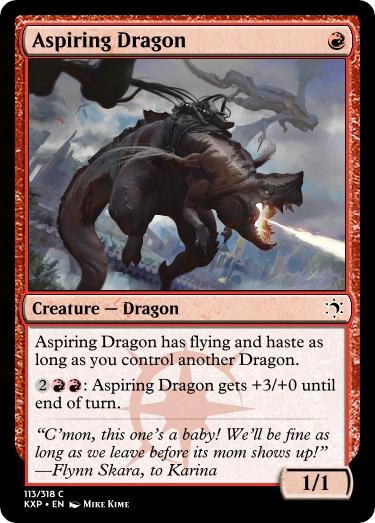 Aspiring Dragon
Creature — Dragon
Aspiring Dragon has flying and haste as
long as you control another Dragon.
2RR: Aspiring Dragon gets +3/+0 until
end of turn.
“C’mon, this one’s a baby! We’ll be fine as
long as we leave before its mom shows up!”
—Flynn Skara, to Karina
1/1
113/318 C
KXP • EN Mike Kime